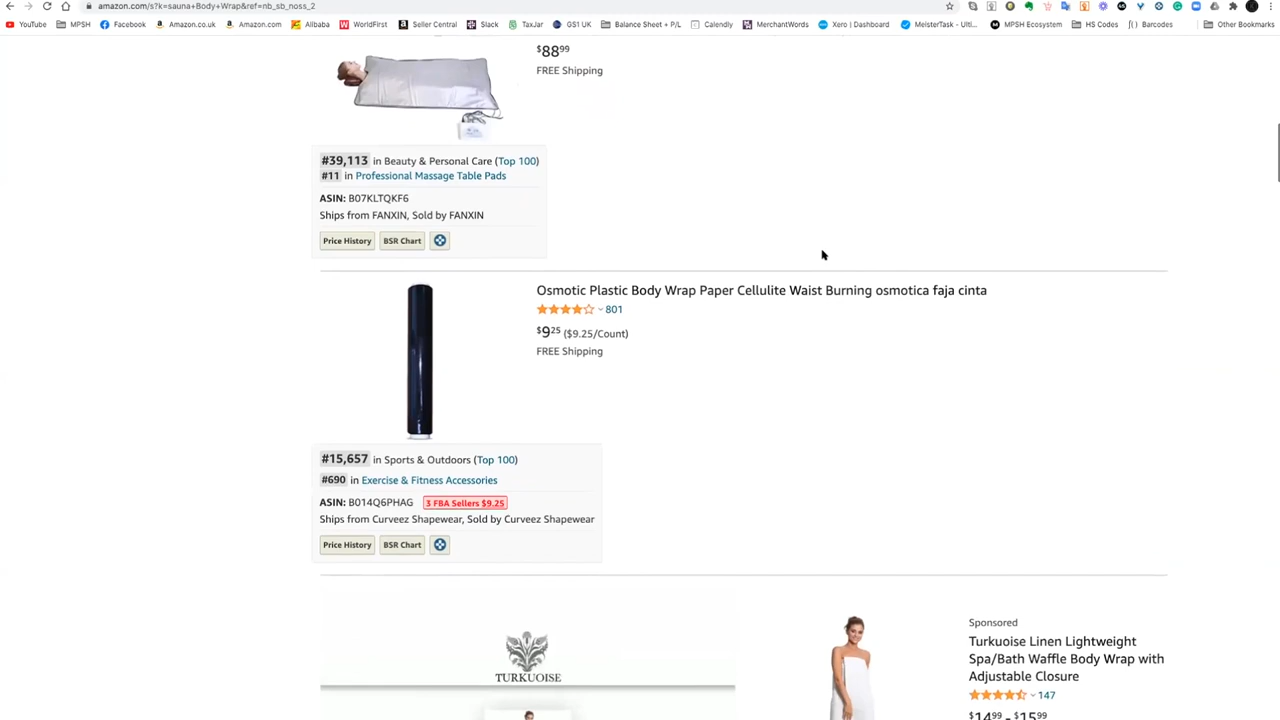 amazon.com/s?k=sauna+Body+Wrap&ref=nb_sb_noss_2
YouTube MPSH Facebook Amazon.co.uk Amazon.com Alibaba WorldFirst Seller Central Slack TaxJar GS1 UK Balance Sheet + P/L Calendly MerchantWords Xero | Dashboard MeisterTask - Ulti... MPSH Ecosystem HS Codes Barcodes Other Bookmarks
$88.99
FREE Shipping
#39,113 in Beauty & Personal Care (Top 100)
#11 in Professional Massage Table Pads
ASIN: B07KLTQKF6
Ships from FANXIN, Sold by FANXIN
Price History BSR Chart
Osmotic Plastic Body Wrap Paper Cellulite Waist Burning osmotica faja cinta
801
$9.25 ($9.25/Count)
FREE Shipping
#15,657 in Sports & Outdoors (Top 100)
#690 in Exercise & Fitness Accessories
ASIN: B014Q6PHAG 3 FBA Sellers $9.25
Ships from Curveez Shapewear, Sold by Curveez Shapewear
Price History BSR Chart
TURKUOISE
Sponsored
Turkuoise Linen Lightweight
Spa/Bath Waffle Body Wrap with
Adjustable Closure
147
$14.99 - $15.99